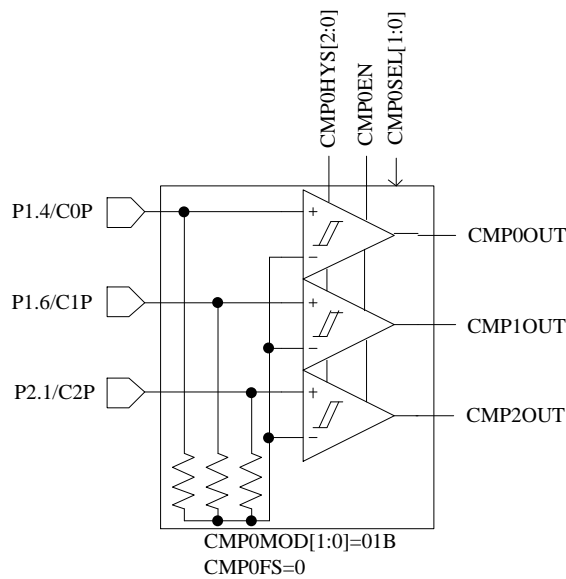 CMP0HYS[2:0]
CMP0EN
CMP0SEL[1:0]
P1.4/C0P
+
−
CMP0OUT
P1.6/C1P
+
−
CMP1OUT
P2.1/C2P
+
−
CMP2OUT
CMP0MOD[1:0]=01B
CMP0FS=0